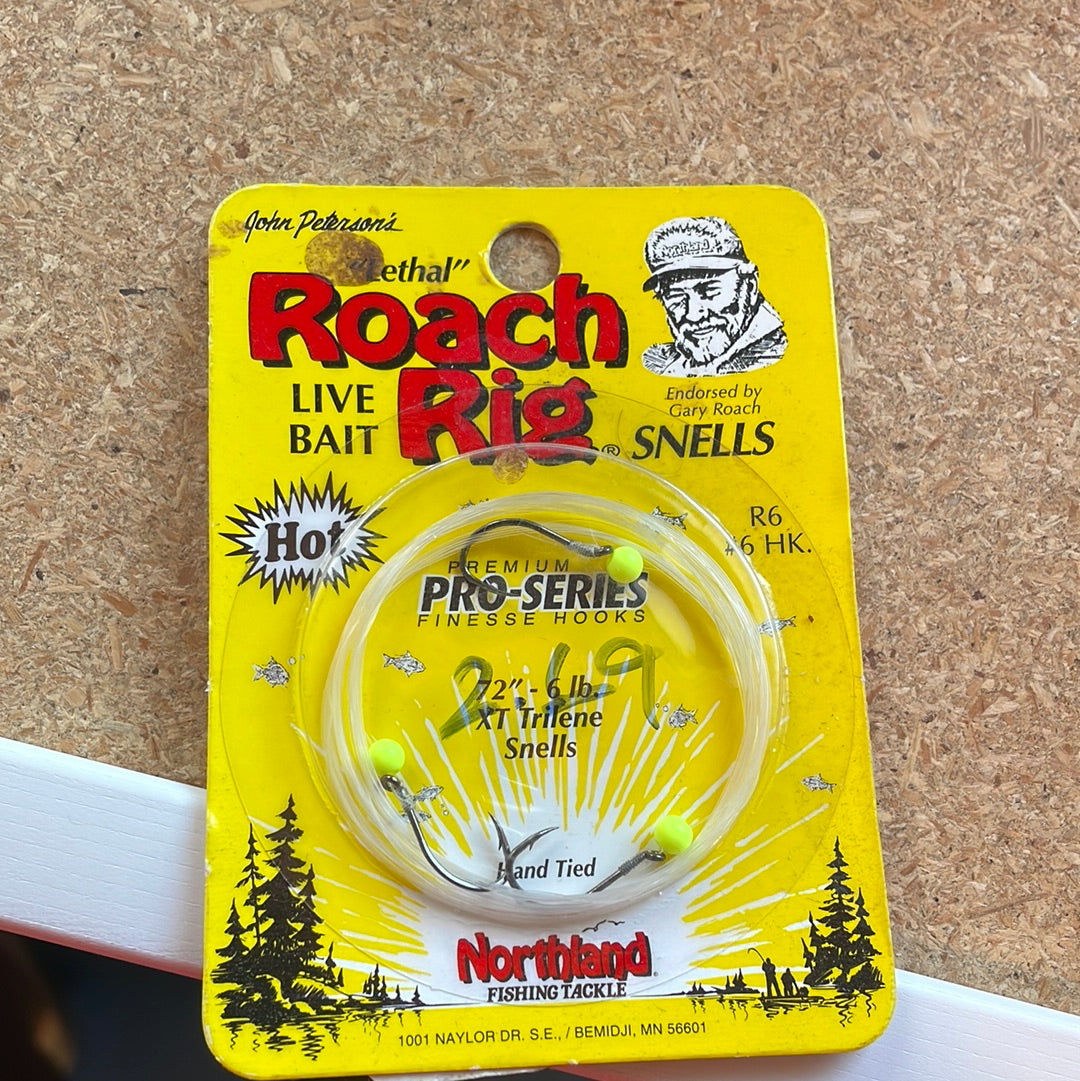 John Peterson's
"Lethal"
Roach
Rig®
LIVE
BAIT
Northland
Endorsed by
Gary Roach
SNELLS
Hot
R6
#6 HK.
PREMIUM
PRO-SERIES
FINESSE HOOKS
2.69
72" - 6 lb.
XT Trilene
Snells
Hand Tied
Northland®
FISHING TACKLE
1001 NAYLOR DR. S.E., / BEMIDJI, MN 56601